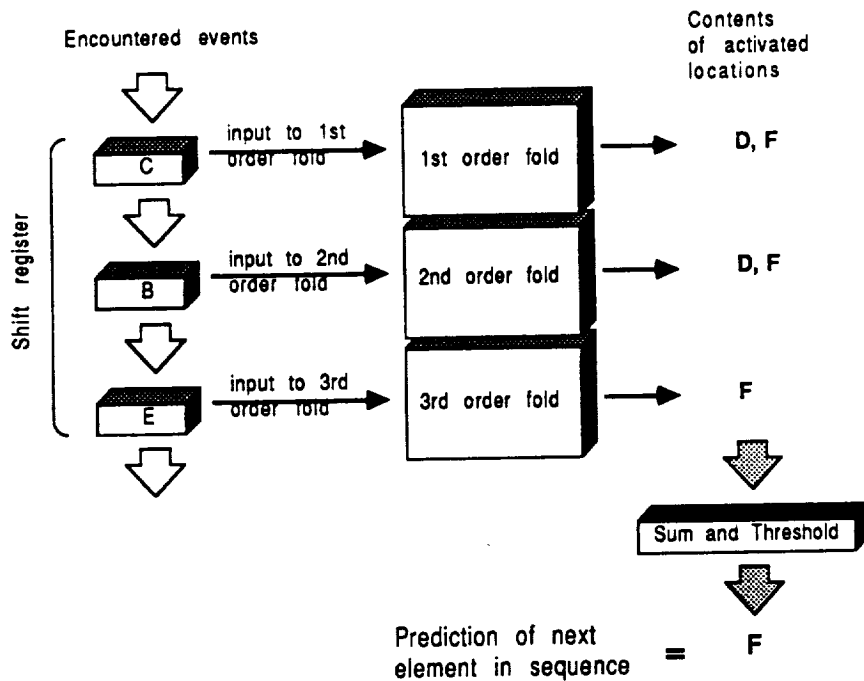 Encountered events
Contents
of activated
locations
Shift register
C
input to 1st
order fold
1st order fold
D, F
B
input to 2nd
order fold
2nd order fold
D, F
E
input to 3rd
order fold
3rd order fold
F
Sum and Threshold
Prediction of next
element in sequence
=
F